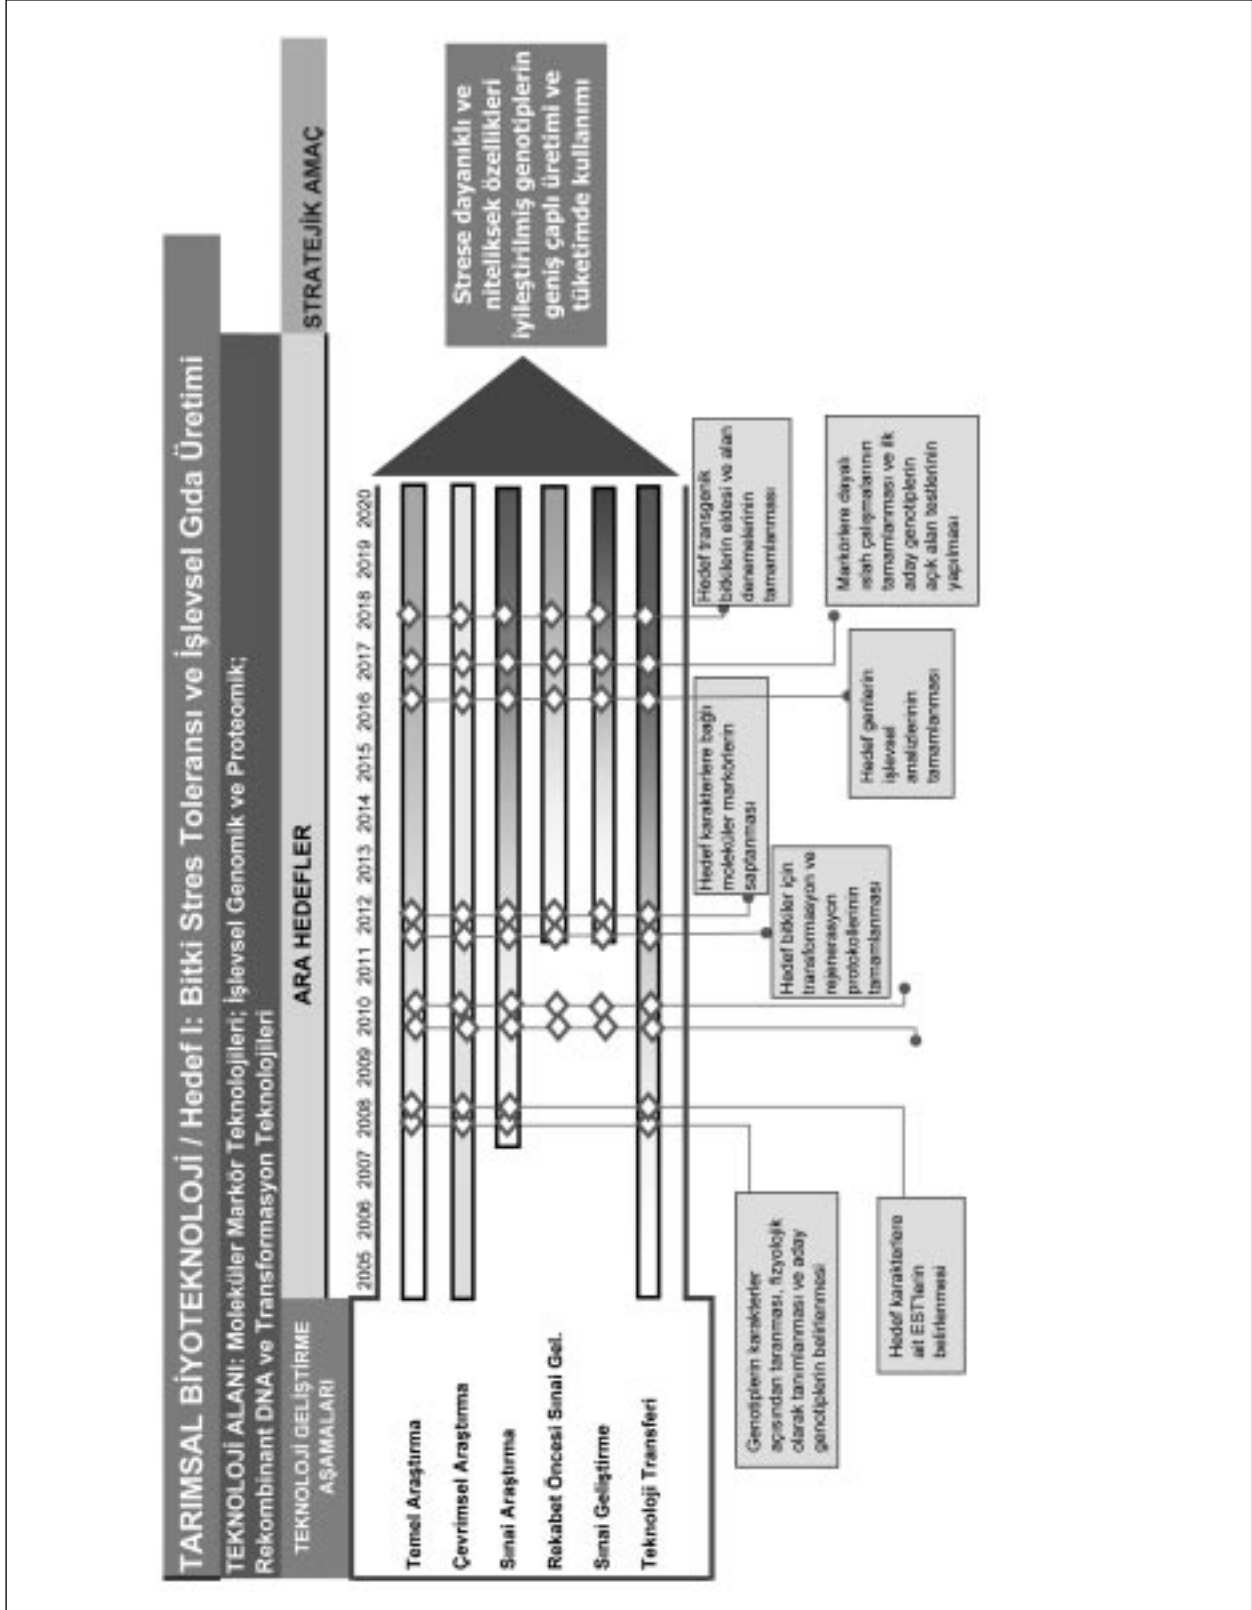 TARIMSAL BİYOTEKNOLOJİ / Hedef I: Bitki Stres Toleransı ve İşlevsel Gıda Üretimi
TEKNOLOJİ ALANI: Moleküler Markör Teknolojileri; İşlevsel Genomik ve Proteomik;
Rekombinant DNA ve Transformasyon Teknolojileri
TEKNOLOJİ GELİŞTİRME
AŞAMALARI
ARA HEDEFLER
STRATEJİK AMAÇ
2005 2006 2007 2008 2009 2010 2011 2012 2013 2014 2015 2016 2017 2018 2019 2020
Temel Araştırma
Çevrimsel Araştırma
Sınai Araştırma
Rekabet Öncesi Sınai Gel.
Sınai Geliştirme
Teknoloji Transferi
Strese dayanıklı ve
niteliksek özellikleri
iyileştirilmiş genotiplerin
geniş çaplı üretimi ve
tüketimde kullanımı
Genotiplerin karakterler
açısından taranması, fizyolojik
olarak tanımlanması ve aday
genotiplerin belirlenmesi
Hedef karakterlere
ait EST'lerin
belirlenmesi
Hedef bitkiler için
transformasyon ve
rejenerasyon
protokollerinin
tamamlanması
Hedef karakterlere bağlı
moleküler markörlerin
saptanması
Hedef genlerin
işlevsel
analizlerinin
tamamlanması
Hedef transgenik
bitkilerin eldesi ve alan
denemelerinin
tamamlanması
Markörlere dayalı
ıslah çalışmalarının
tamamlanması ve ilk
aday genotiplerin
açık alan testlerinin
yapılması